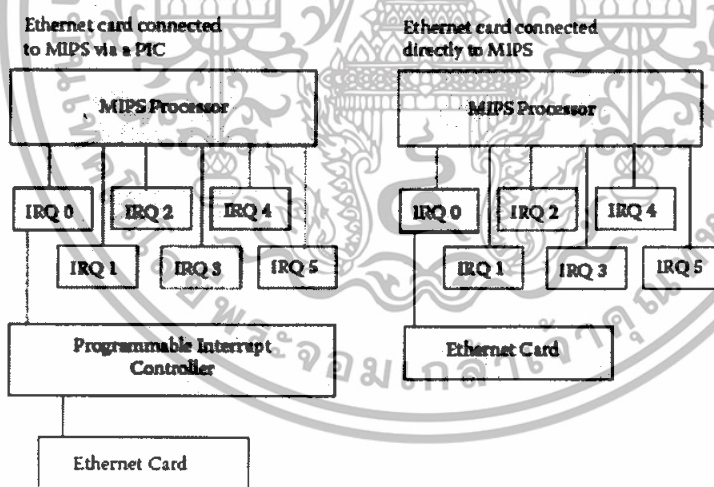 Ethernet card connected
to MIPS via a PIC
MIPS Processor
IRQ 0
IRQ 2
IRQ 4
IRQ 1
IRQ 3
IRQ 5
Programmable Interrupt
Controller
Ethernet Card
Ethernet card connected
directly to MIPS
MIPS Processor
IRQ 0
IRQ 2
IRQ 4
IRQ 1
IRQ 3
IRQ 5
Ethernet Card